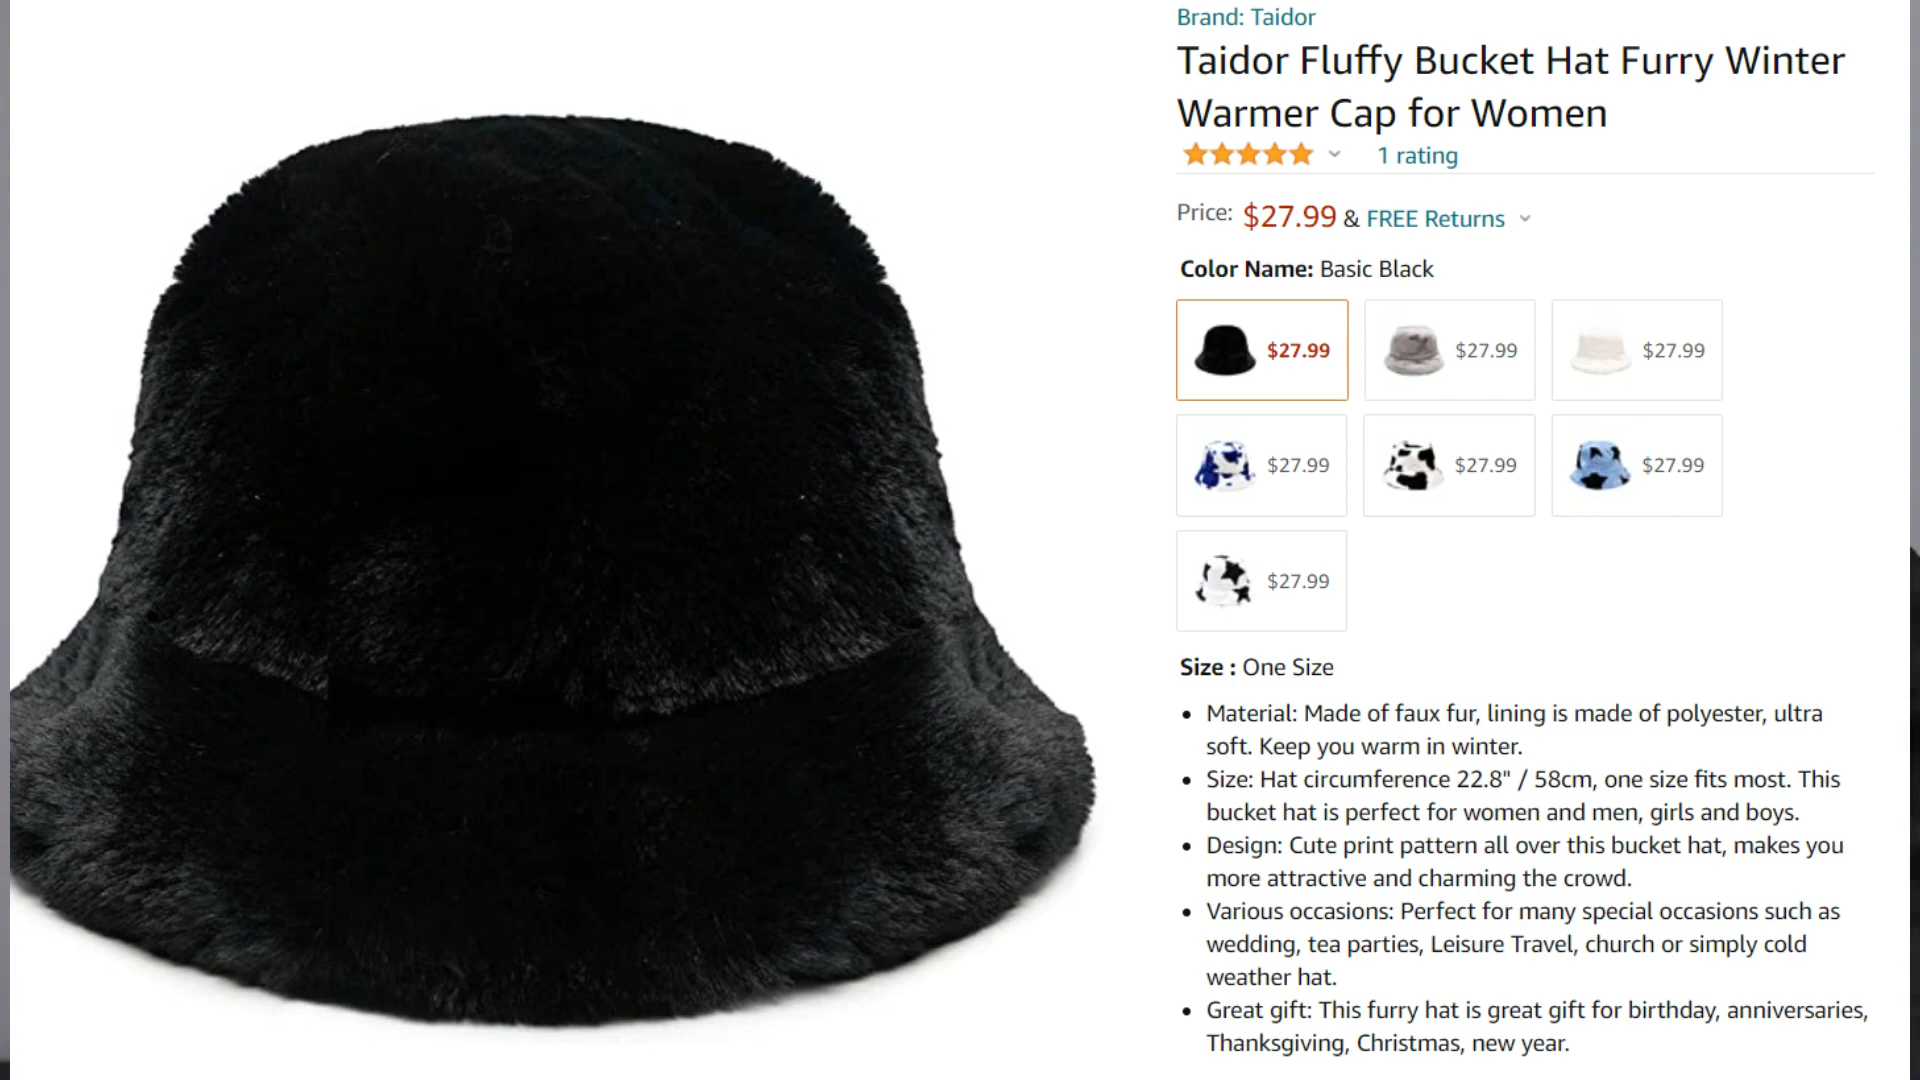 Brand: Taidor
Taidor Fluffy Bucket Hat Furry Winter
Warmer Cap for Women
1 rating
Price: $27.99 & FREE Returns
Color Name: Basic Black
$27.99 $27.99 $27.99
$27.99 $27.99 $27.99
$27.99
Size : One Size
• Material: Made of faux fur, lining is made of polyester, ultra
soft. Keep you warm in winter.
• Size: Hat circumference 22.8" / 58cm, one size fits most. This
bucket hat is perfect for women and men, girls and boys.
• Design: Cute print pattern all over this bucket hat, makes you
more attractive and charming the crowd.
• Various occasions: Perfect for many special occasions such as
wedding, tea parties, Leisure Travel, church or simply cold
weather hat.
• Great gift: This furry hat is great gift for birthday, anniversaries,
Thanksgiving, Christmas, new year.